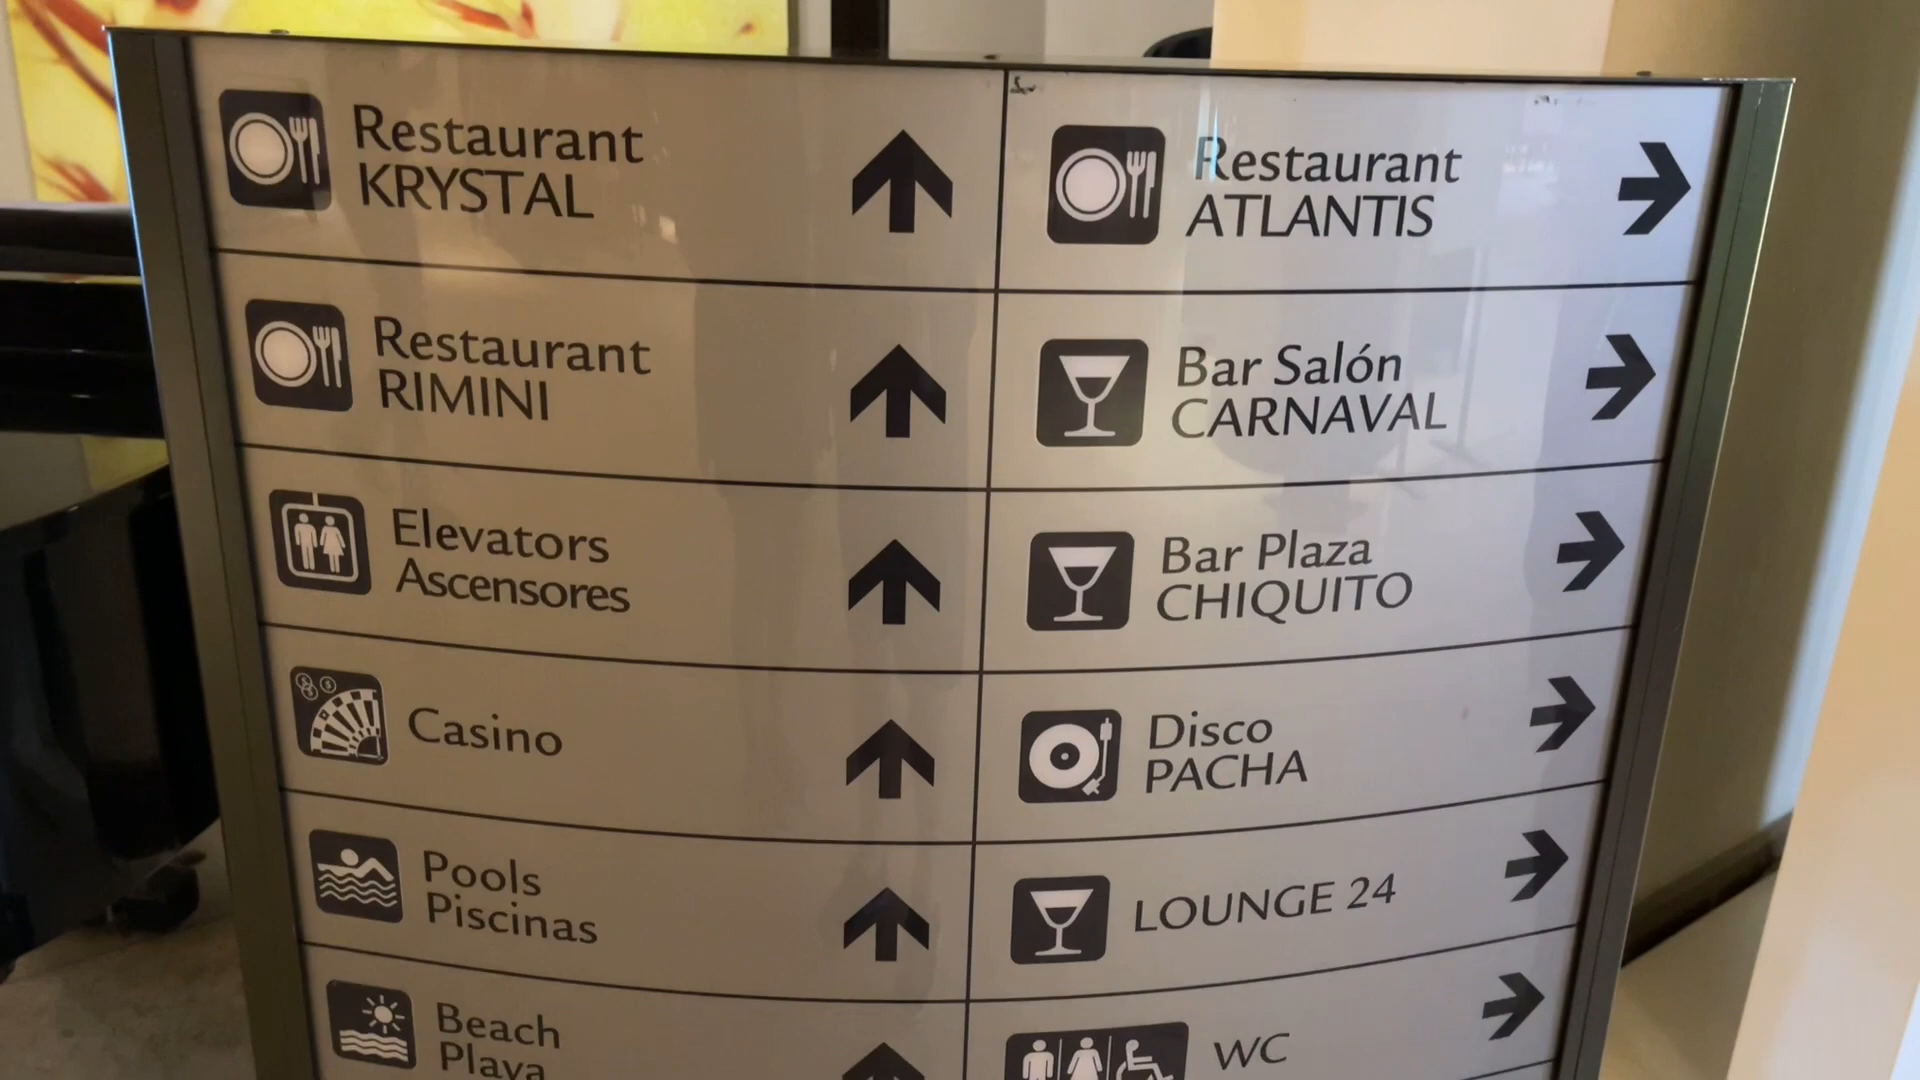 Restaurant
KRYSTAL
Restaurant
RIMINI
Elevators
Ascensores
Casino
Pools
Piscinas
Beach
Playa
Restaurant
ATLANTIS
Bar Salón
CARNAVAL
Bar Plaza
CHIQUITO
Disco
PACHA
LOUNGE 24
WC